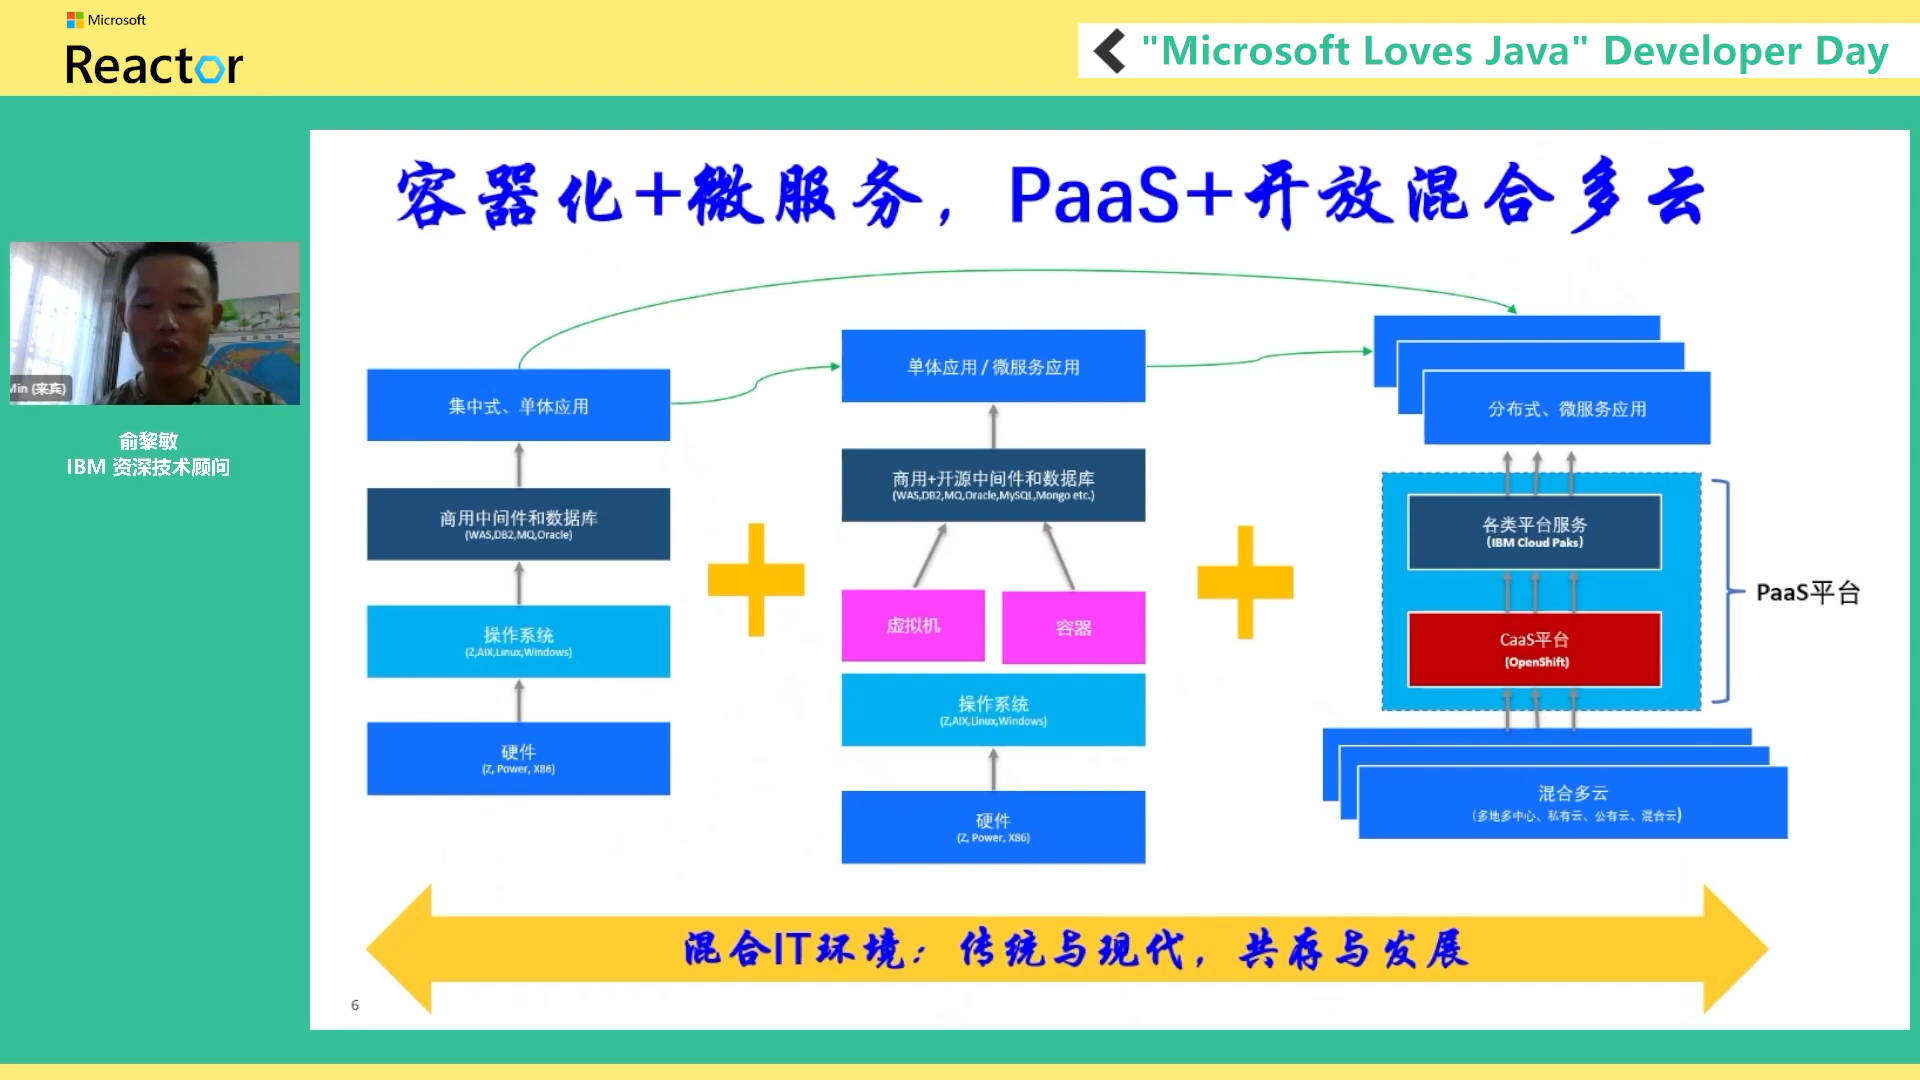 Microsoft
Reactor
"Microsoft Loves Java" Developer Day
Min (来宾)
俞黎敏
IBM 资深技术顾问
容器化+微服务，PaaS+开放混合多云
集中式、单体应用
商用中间件和数据库
(WAS,DB2,MQ,Oracle)
操作系统
(Z,AIX,Linux,Windows)
硬件
(Z, Power, X86)
单体应用 / 微服务应用
商用+开源中间件和数据库
(WAS,DB2,MQ,Oracle,MySQL,Mongo etc.)
虚拟机
容器
操作系统
(Z,AIX,Linux,Windows)
硬件
(Z, Power, X86)
分布式、微服务应用
各类平台服务
(IBM Cloud Paks)
CaaS平台
(OpenShift)
PaaS平台
混合多云
(多地多中心、私有云、公有云、混合云)
混合IT环境：传统与现代，共存与发展
6